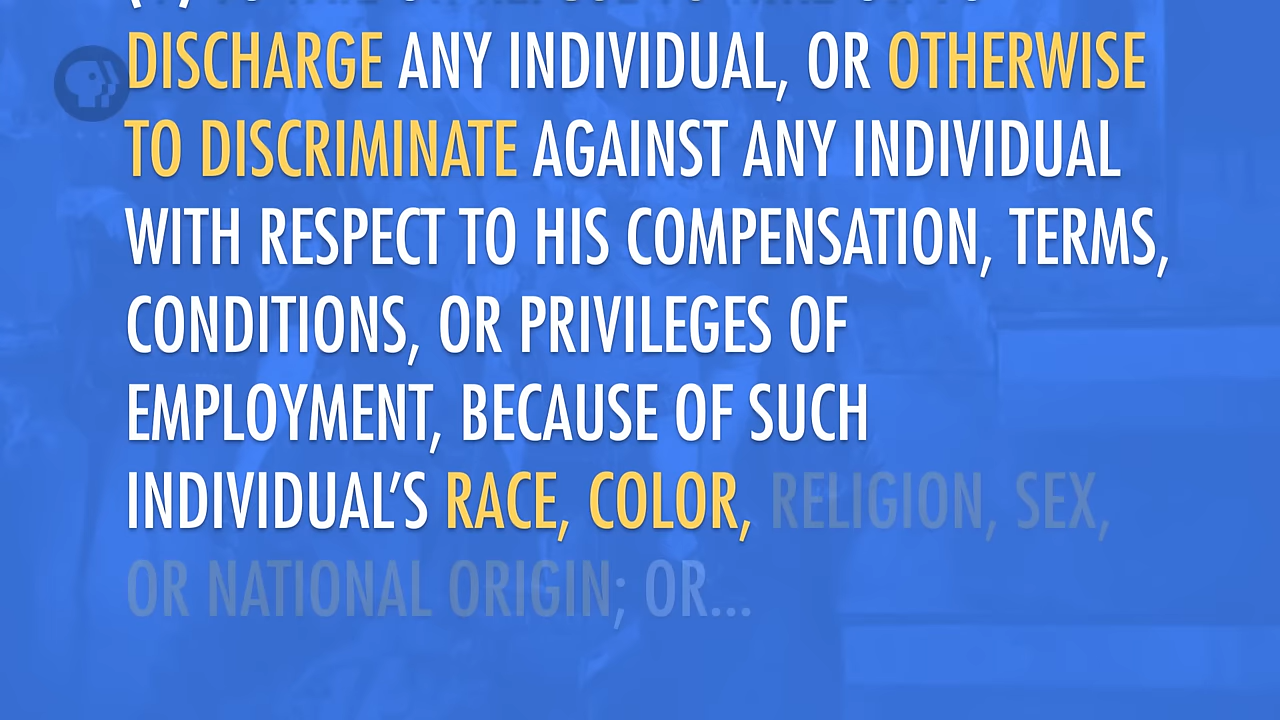 DISCHARGE ANY INDIVIDUAL, OR OTHERWISE
TO DISCRIMINATE AGAINST ANY INDIVIDUAL
WITH RESPECT TO HIS COMPENSATION, TERMS,
CONDITIONS, OR PRIVILEGES OF
EMPLOYMENT, BECAUSE OF SUCH
INDIVIDUAL'S RACE, COLOR, RELIGION, SEX,
OR NATIONAL ORIGIN; OR...